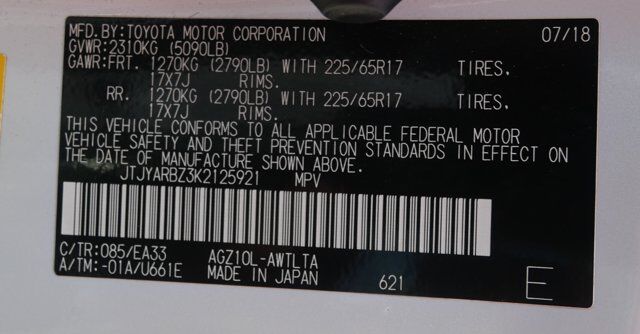 MFD.BY:TOYOTA MOTOR CORPORATION 07/18
GVWR:2310KG (5090LB)
GAWR:FRT. 1270KG (2790LB) WITH 225/65R17 TIRES,
17X7J RIMS.
RR. 1270KG (2790LB) WITH 225/65R17 TIRES,
17X7J RIMS.
THIS VEHICLE CONFORMS TO ALL APPLICABLE FEDERAL MOTOR
VEHICLE SAFETY AND THEFT PREVENTION STANDARDS IN EFFECT ON
THE DATE OF MANUFACTURE SHOWN ABOVE.
JTJYARBZ3K2125921 MPV
C/TR:085/EA33 AGZ10L-AWTLTA
A/TM:-01A/U661E MADE IN JAPAN 621 E